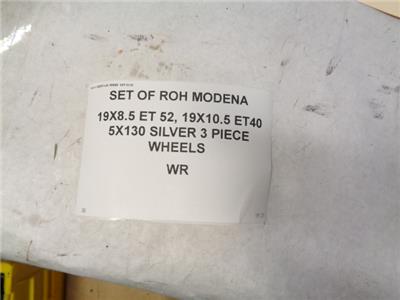 SET OF ROH MODENA
19X8.5 ET 52, 19X10.5 ET40
5X130 SILVER 3 PIECE
WHEELS
WR